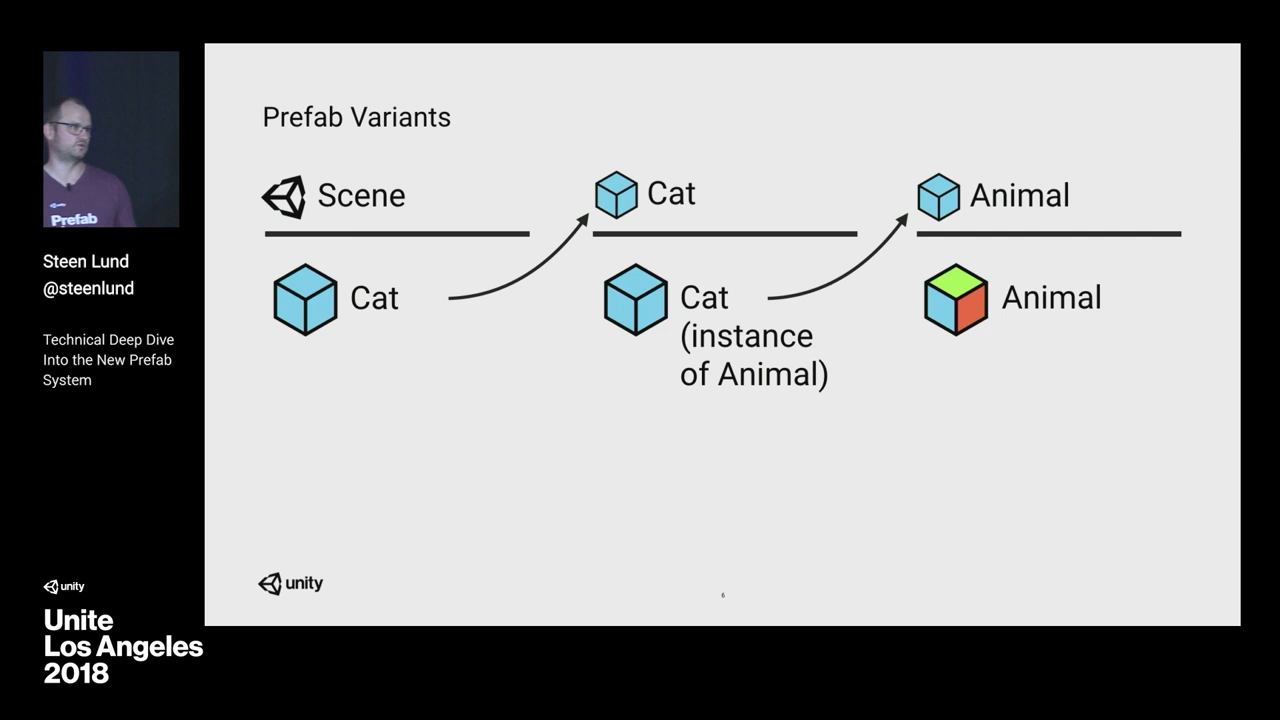 Prefab
Steen Lund
@steenlund
Technical Deep Dive
Into the New Prefab
System
unity
Unite
Los Angeles
2018
Prefab Variants
Scene
Cat
Cat
Cat
(instance
of Animal)
Animal
Animal
unity
6